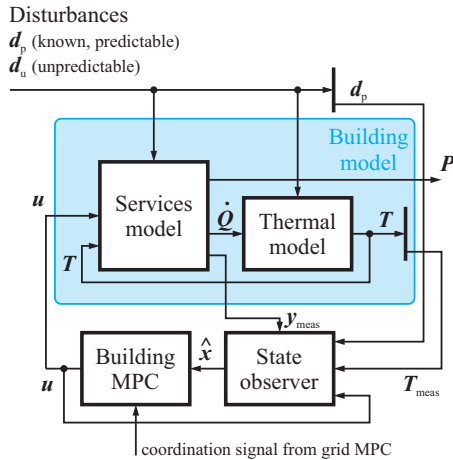 Disturbances
d_p (known, predictable)
d_u (unpredictable)
d_p
Building
model
P
u
Services
model
Q̇
Thermal
model
T
T
y_meas
Building
MPC
x̂
State
observer
u
T_meas
coordination signal from grid MPC